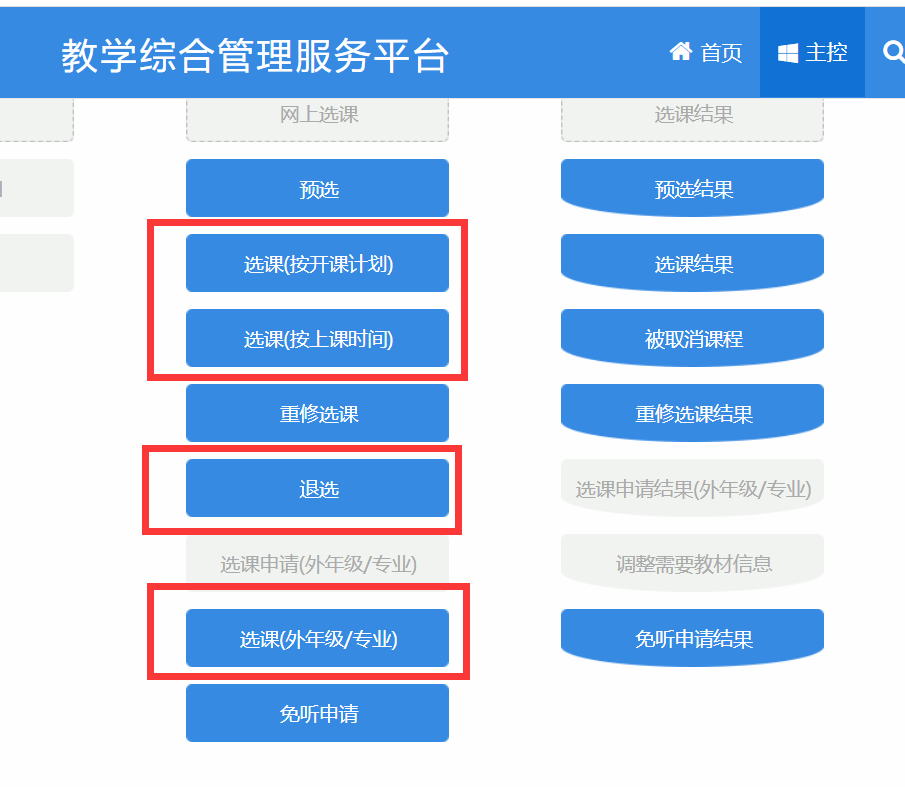 教学综合管理服务平台
首页
主控
网上选课
选课结果
预选
预选结果
选课(按开课计划)
选课结果
选课(按上课时间)
被取消课程
重修选课
重修选课结果
退选
选课申请结果(外年级/专业)
选课申请(外年级/专业)
调整需要教材信息
选课(外年级/专业)
免听申请结果
免听申请